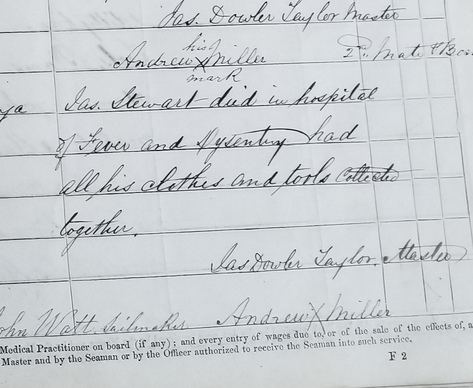 Jas. Dowler Taylor Master
his
Andrew X Miller 2nd Mate & Bos
mark
ya Jas. Stewart died in hospital
of Fever and Dysentry had
all his clothes and tools collected
together.
Jas Dowler Taylor. Master
John Watt Sailmaker Andrew X Miller
Medical Practitioner on board (if any); and every entry of wages due to, or of the sale of the effects of, a
Master and by the Seaman or by the Officer authorized to receive the Seaman into such service.
F 2